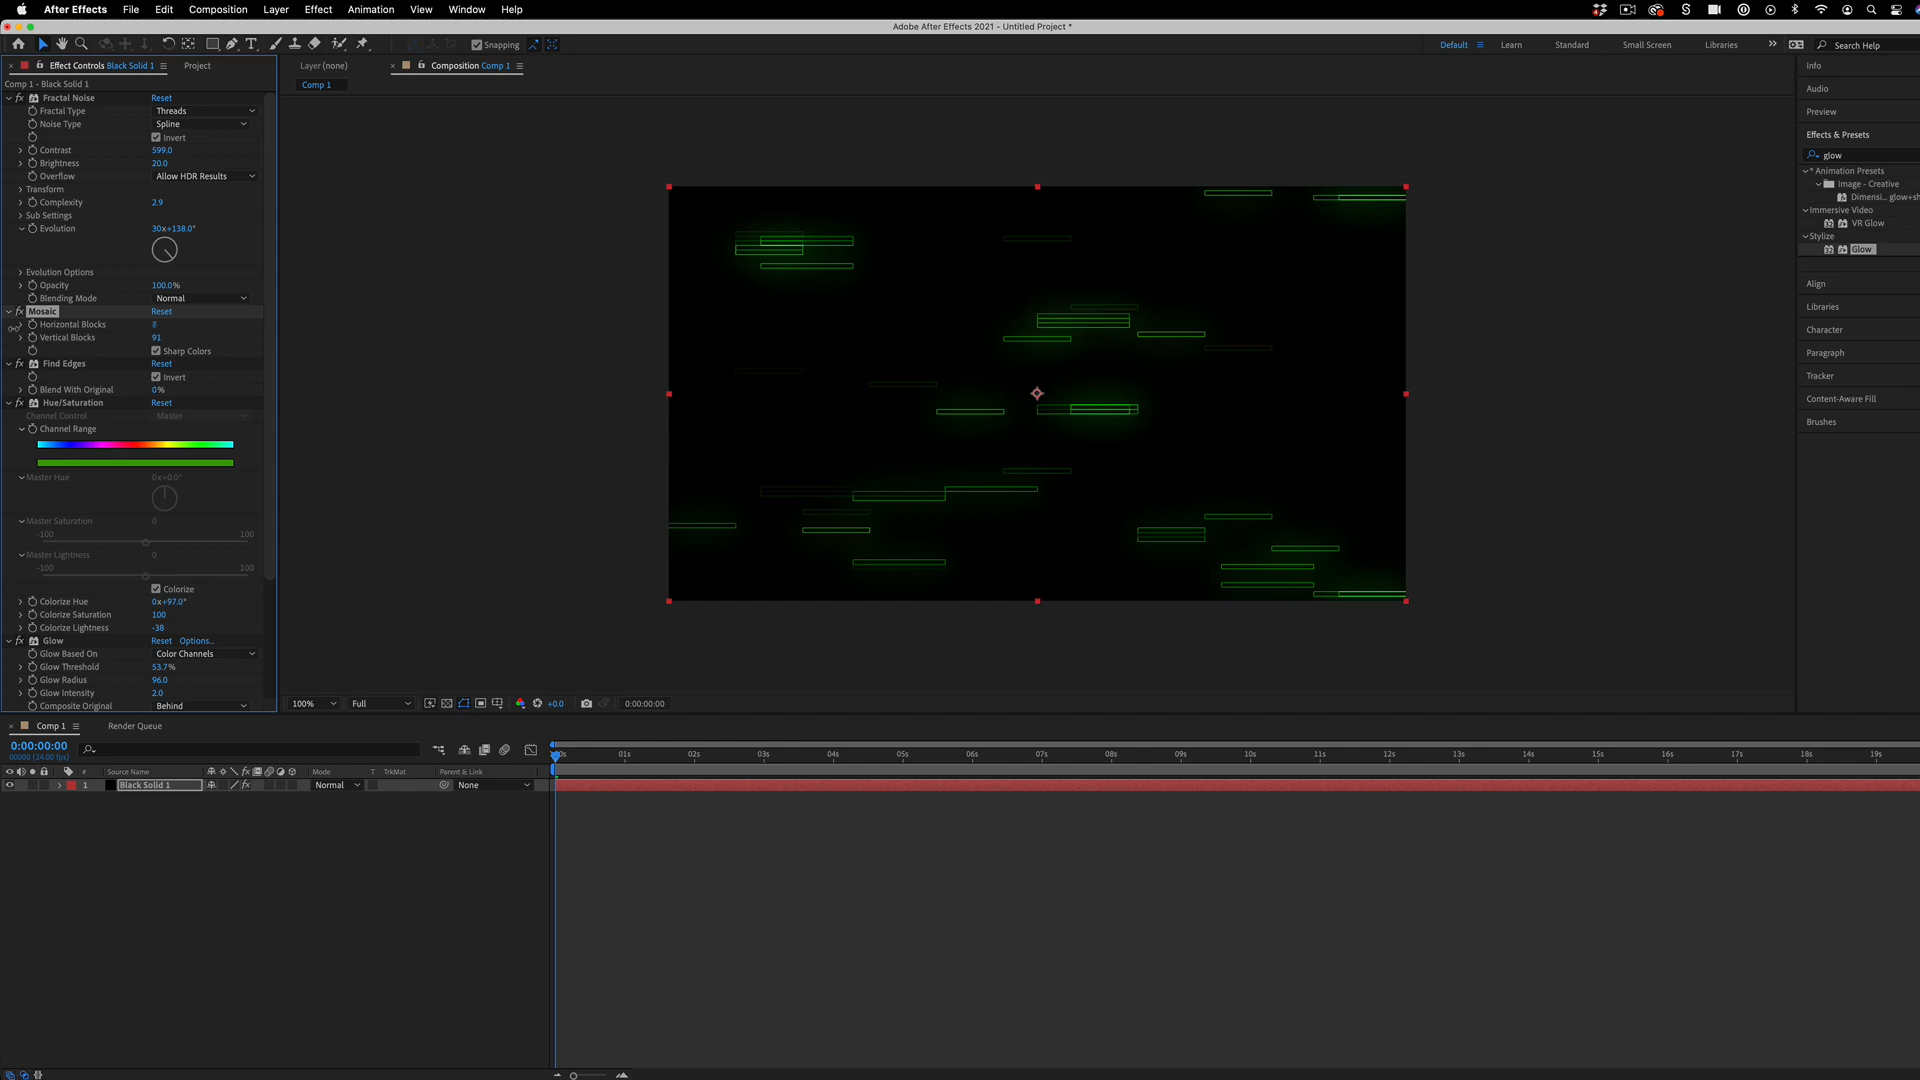 After Effects File Edit Composition Layer Effect Animation View Window Help
Adobe After Effects 2021 - Untitled Project *
Snapping
Default Learn Standard Small Screen Libraries Search Help
Effect Controls Black Solid 1 Project
Comp 1 • Black Solid 1
Fractal Noise Reset
Fractal Type Threads
Noise Type Spline
Invert
Contrast 599.0
Brightness 20.0
Overflow Allow HDR Results
Transform
Complexity 2.9
Sub Settings
Evolution 30x+138.0°
Evolution Options
Opacity 100.0%
Blending Mode Normal
Mosaic Reset
Horizontal Blocks
Vertical Blocks 91
Sharp Colors
Find Edges Reset
Invert
Blend With Original 0%
Hue/Saturation Reset
Channel Control Master
Channel Range
Master Hue 0x+0.0°
Master Saturation 0
-100 100
Master Lightness 0
-100 100
Colorize
Colorize Hue 0x+97.0°
Colorize Saturation 100
Colorize Lightness -38
Glow Reset Options...
Glow Based On Color Channels
Glow Threshold 53.7%
Glow Radius 96.0
Glow Intensity 2.0
Composite Original Behind
Layer (none) Composition Comp 1
Comp 1
100% Full +0.0 0:00:00:00
Info
Audio
Preview
Effects & Presets
glow
* Animation Presets
Image - Creative
Dimensi... glow+sh
Immersive Video
VR Glow
Stylize
Glow
Align
Libraries
Character
Paragraph
Tracker
Content-Aware Fill
Brushes
Comp 1 Render Queue
0:00:00:00
00000 (24.00 fps)
01s 02s 03s 04s 05s 06s 07s 08s 09s 10s 11s 12s 13s 14s 15s 16s 17s 18s 19s
# Source Name Mode T TrkMat Parent & Link
1 Black Solid 1 Normal None